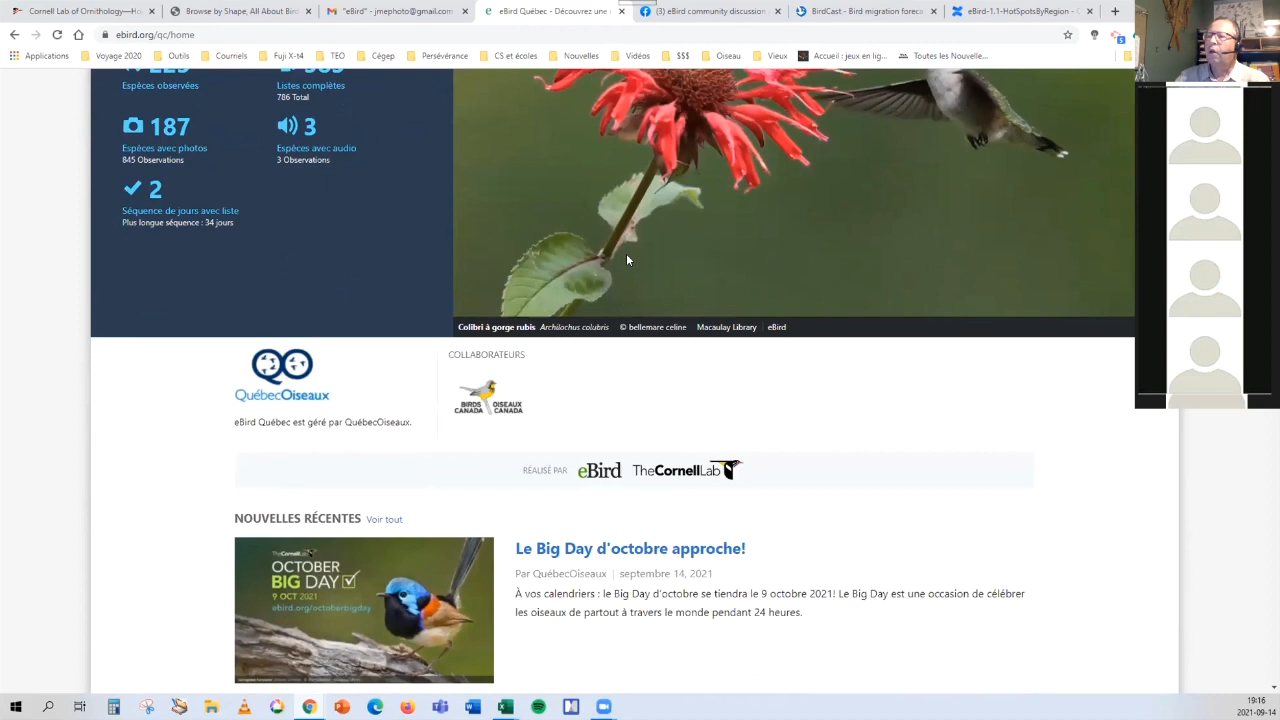 Cornell Lab of Ornithology—H
Browse by Shape, All About Bird
"eBird" - jmephoto@gmail.com
eBird Québec - Découvrez une
(3) eBird community discussion
BirdCast - Bird migration forec
eBird-1.1-HotSpotsByRegion - C
ebird.org/qc/home
5
Applications
Voyage 2020
Outils
Courriels
Fuji X-t4
TEO
Cégep
Persévérance
CS et écoles
Nouvelles
Vidéos
$$$
Oiseau
Vieux
Accueil : jeux en lig...
Toutes les Nouvelle...
Espèces observées
Listes complètes
786 Total
187
3
Espèces avec photos
Espèces avec audio
845 Observations
3 Observations
2
Séquence de jours avec liste
Plus longue séquence : 34 jours
Colibri à gorge rubis Archilochus colubris © bellemare celine Macaulay Library eBird
QuébecOiseaux
eBird Québec est géré par QuébecOiseaux.
COLLABORATEURS
BIRDS OISEAUX
CANADA CANADA
RÉALISÉ PAR eBird TheCornellLab
NOUVELLES RÉCENTES Voir tout
TheCornellLab
OCTOBER
BIG DAY
9 OCT 2021
ebird.org/octoberbigday
Le Big Day d'octobre approche!
Par QuébecOiseaux | septembre 14, 2021
À vos calendriers : le Big Day d'octobre se tiendra le 9 octobre 2021! Le Big Day est une occasion de célébrer
les oiseaux de partout à travers le monde pendant 24 heures.
19:16
2021-09-14